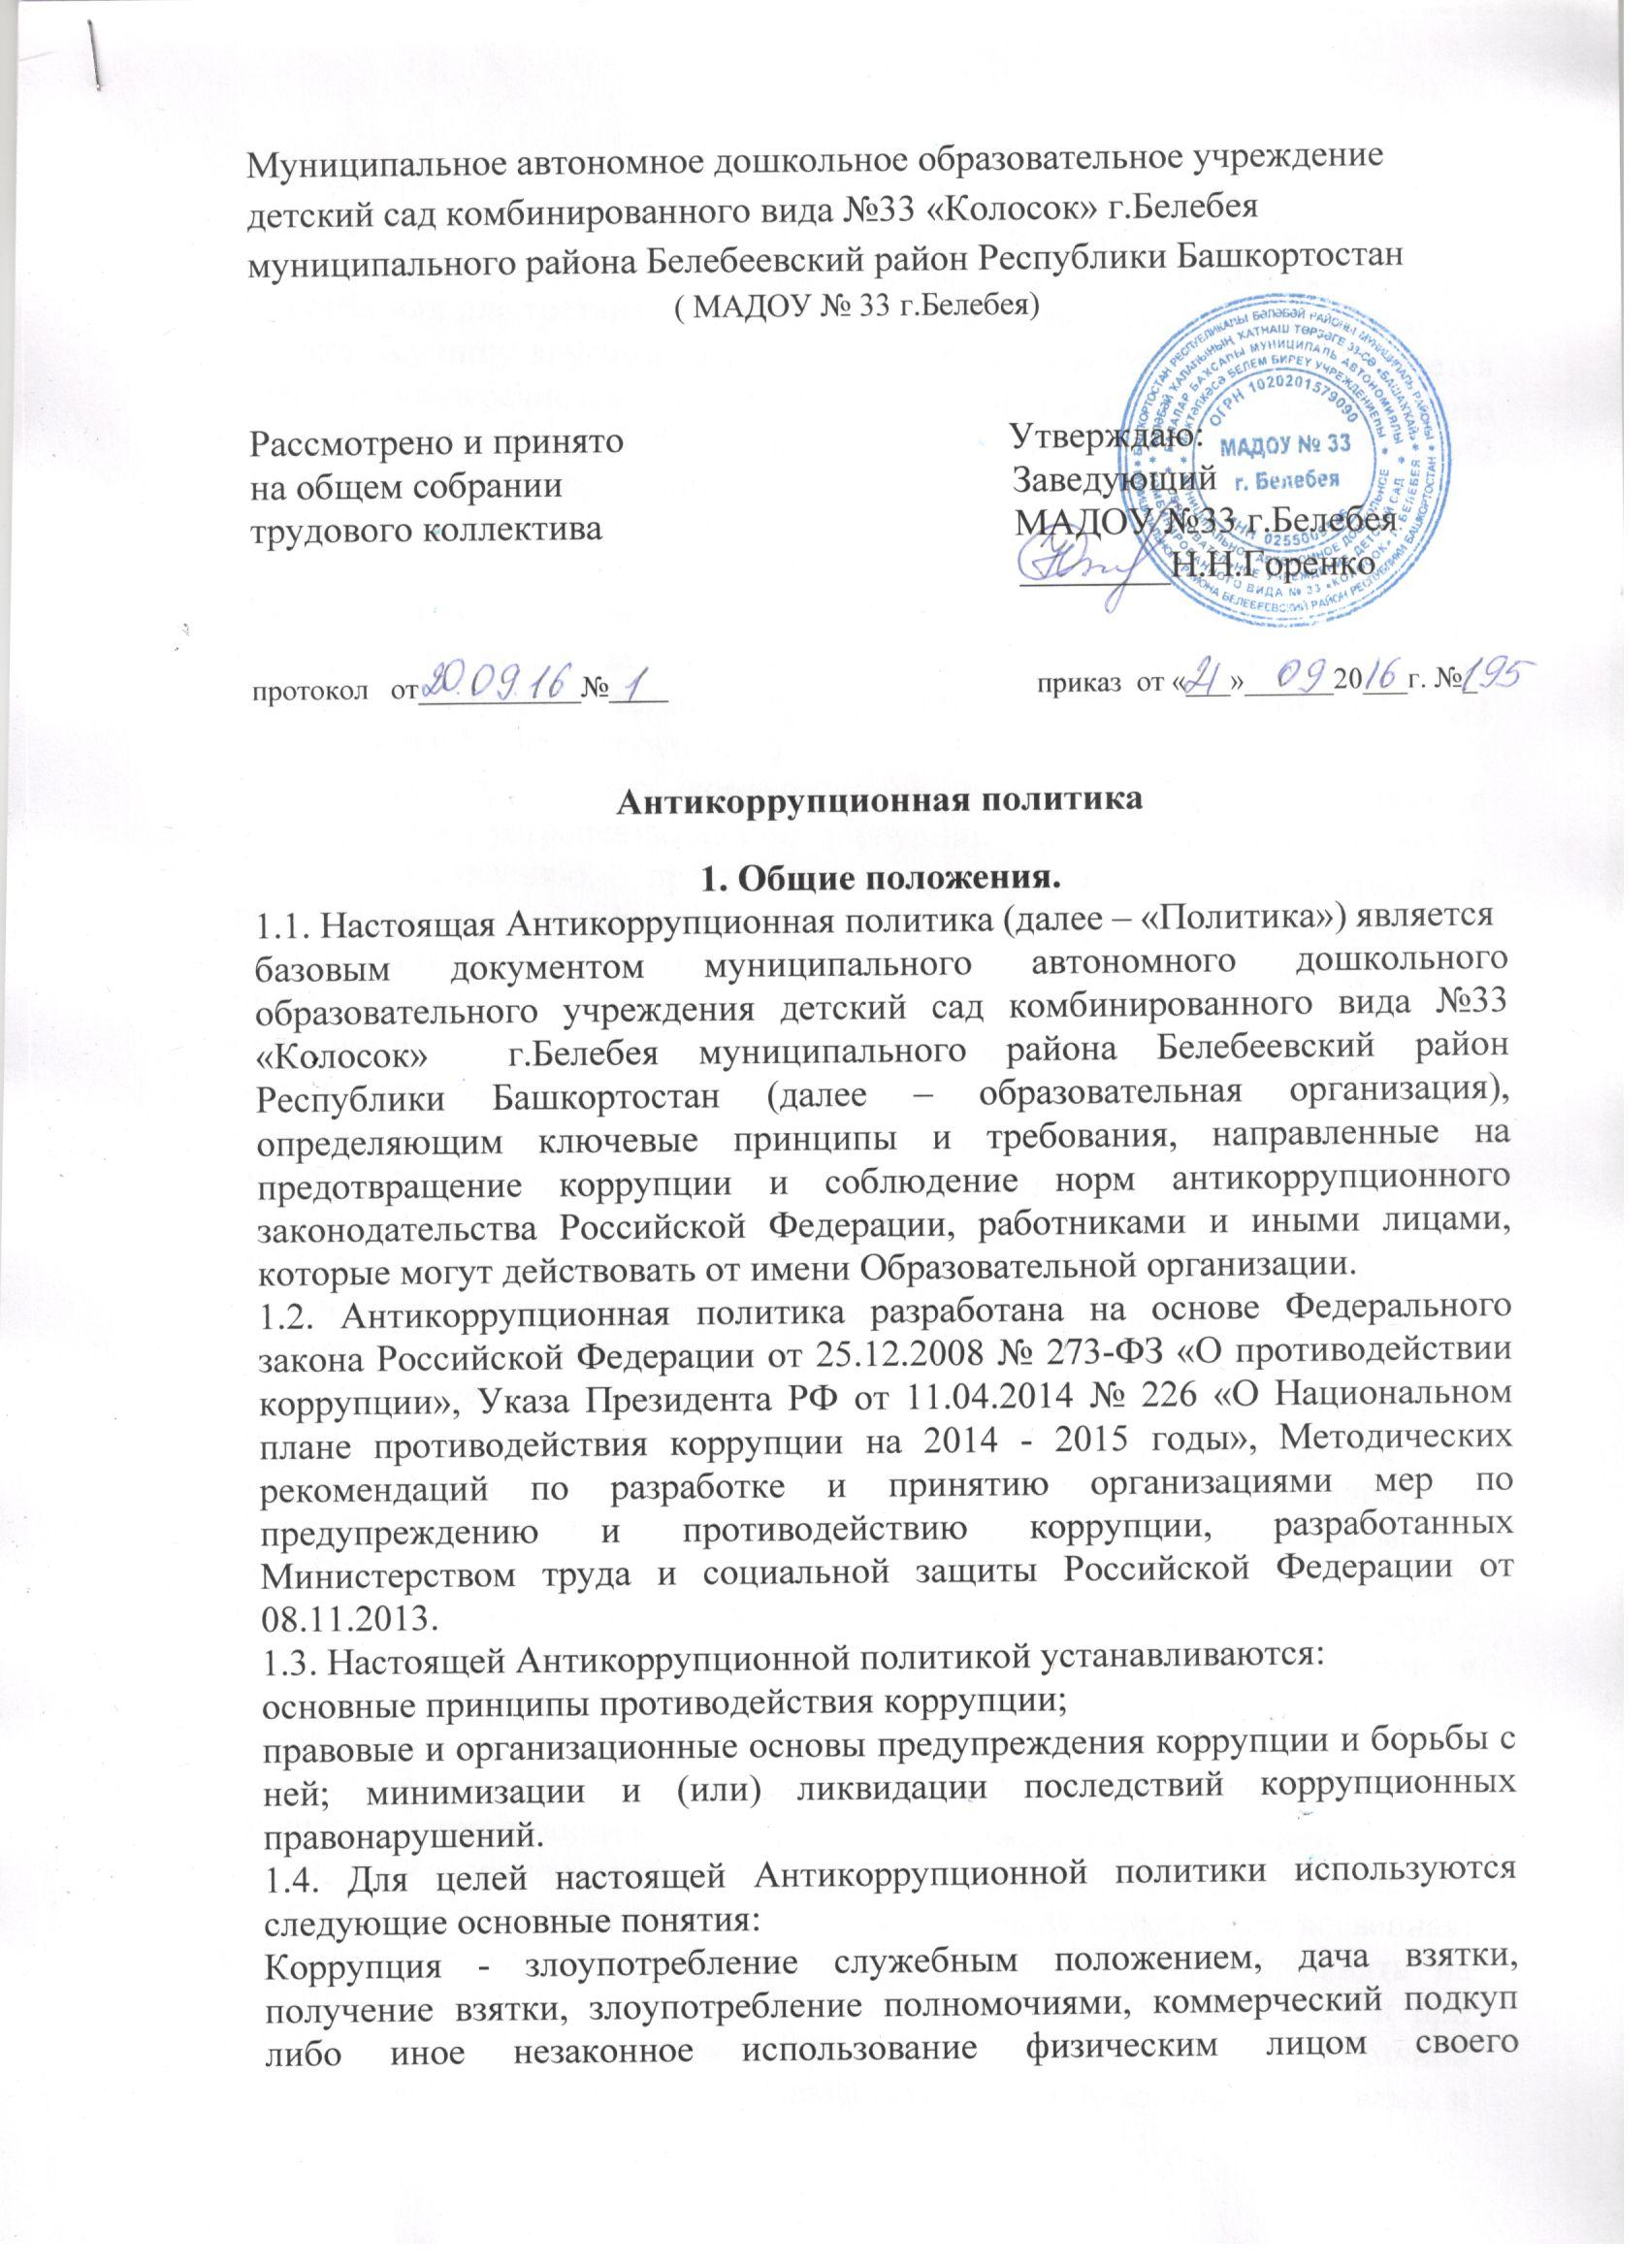 Муниципальное автономное дошкольное образовательное учреждение
детский сад комбинированного вида №33 «Колосок» г.Белебея
муниципального района Белебеевский район Республики Башкортостан
( МАДОУ № 33 г.Белебея)
Рассмотрено и принято
на общем собрании
трудового коллектива
Утверждаю:
Заведующий
МАДОУ №33 г.Белебея
Н.Н.Горенко
ОГРН 1020201579090
МАДОУ № 33
г. Белебея
протокол от 20.09.16 № 1
приказ от «21» 09 2016 г. № 195
Антикоррупционная политика
1. Общие положения.
1.1. Настоящая Антикоррупционная политика (далее – «Политика») является
базовым документом муниципального автономного дошкольного
образовательного учреждения детский сад комбинированного вида №33
«Колосок» г.Белебея муниципального района Белебеевский район
Республики Башкортостан (далее – образовательная организация),
определяющим ключевые принципы и требования, направленные на
предотвращение коррупции и соблюдение норм антикоррупционного
законодательства Российской Федерации, работниками и иными лицами,
которые могут действовать от имени Образовательной организации.
1.2. Антикоррупционная политика разработана на основе Федерального
закона Российской Федерации от 25.12.2008 № 273-ФЗ «О противодействии
коррупции», Указа Президента РФ от 11.04.2014 № 226 «О Национальном
плане противодействия коррупции на 2014 - 2015 годы», Методических
рекомендаций по разработке и принятию организациями мер по
предупреждению и противодействию коррупции, разработанных
Министерством труда и социальной защиты Российской Федерации от
08.11.2013.
1.3. Настоящей Антикоррупционной политикой устанавливаются:
основные принципы противодействия коррупции;
правовые и организационные основы предупреждения коррупции и борьбы с
ней; минимизации и (или) ликвидации последствий коррупционных
правонарушений.
1.4. Для целей настоящей Антикоррупционной политики используются
следующие основные понятия:
Коррупция - злоупотребление служебным положением, дача взятки,
получение взятки, злоупотребление полномочиями, коммерческий подкуп
либо иное незаконное использование физическим лицом своего